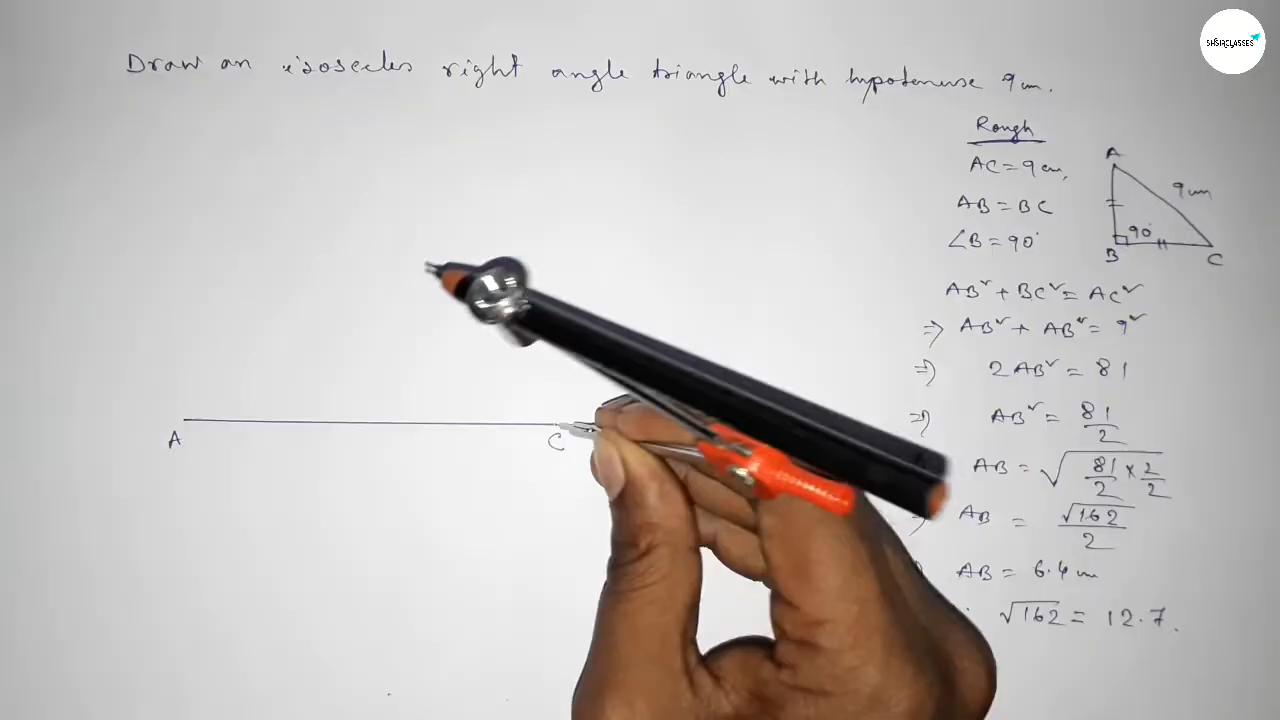 SHSIRCLASSES
Draw an isosceles right angle triangle with hypotenuse 9cm.
Rough
AC = 9cm,
AB = BC
∠B = 90°
A
9cm
90°
B
C
AB² + BC² = AC²
⇒ AB² + AB² = 9²
⇒ 2AB² = 81
⇒ AB² = 81/2
AB = √(81/2 × 2/2)
⇒ AB = √162/2
AB = 6.4cm
√162 = 12.7.
A
C